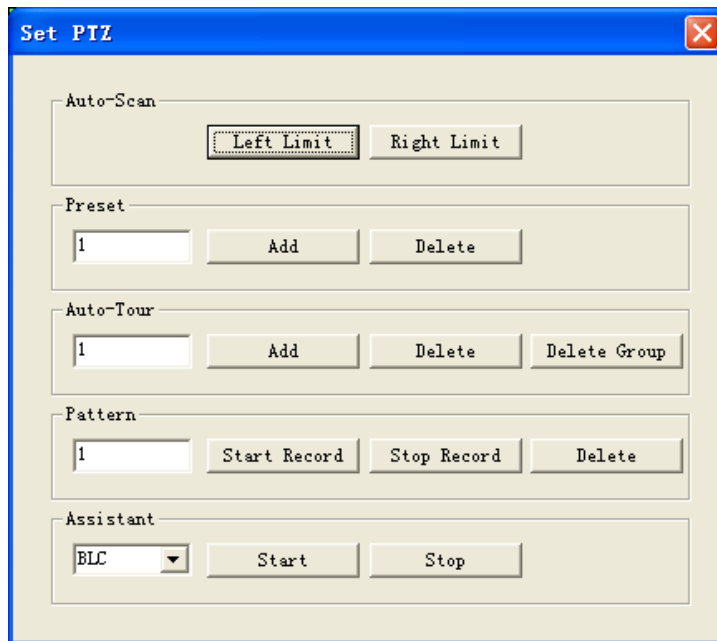 Set PTZ
Auto-Scan
Left Limit Right Limit
Preset
1 Add Delete
Auto-Tour
1 Add Delete Delete Group
Pattern
1 Start Record Stop Record Delete
Assistant
BLC Start Stop